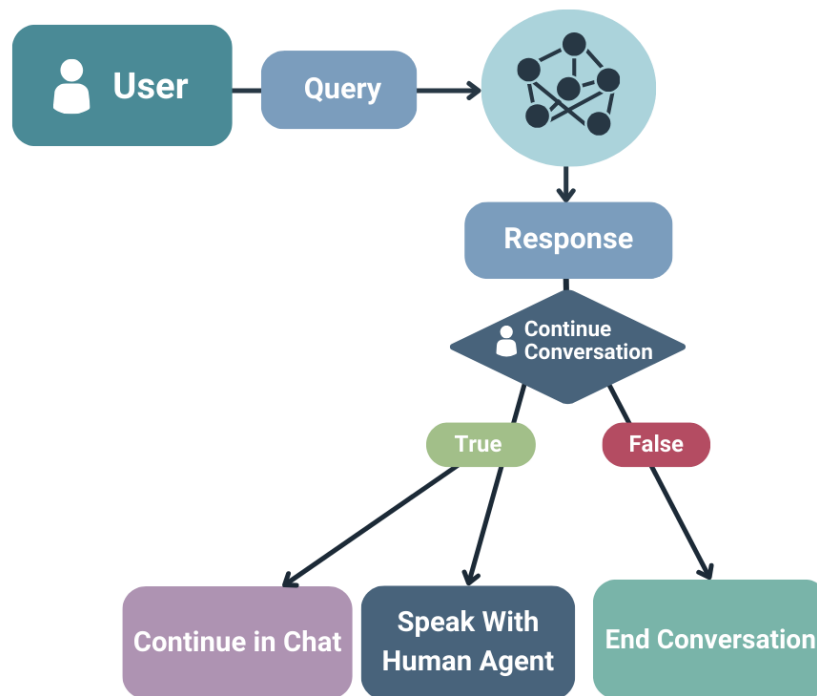 User
Query
Response
Continue
Conversation
True
False
Continue in Chat
Speak With
Human Agent
End Conversation